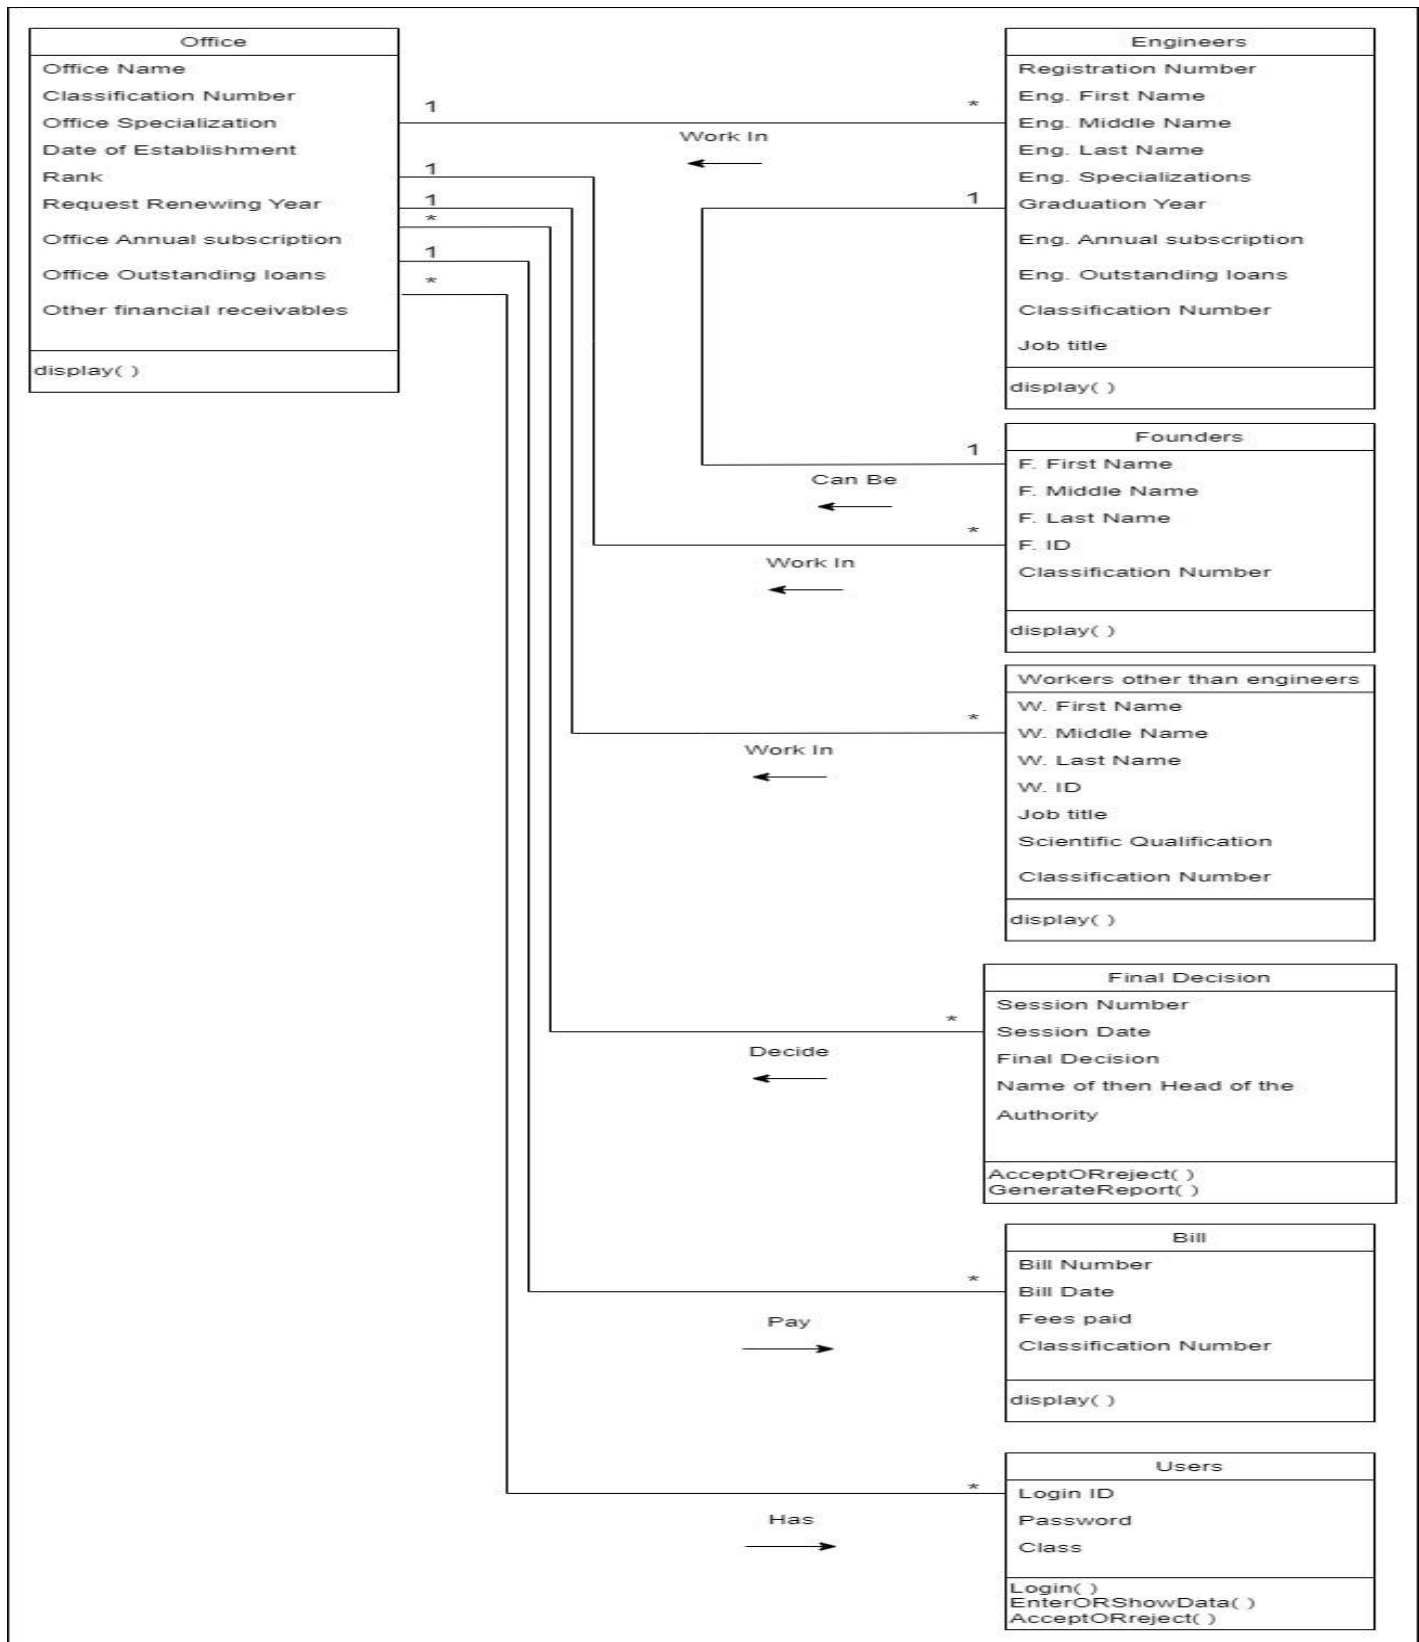 Office
Office Name
Classification Number
Office Specialization
Date of Establishment
Rank
Request Renewing Year
Office Annual subscription
Office Outstanding loans
Other financial receivables
display( )
1
*
Work In
1
1
*
1
*
Engineers
Registration Number
Eng. First Name
Eng. Middle Name
Eng. Last Name
Eng. Specializations
Graduation Year
Eng. Annual subscription
Eng. Outstanding loans
Classification Number
Job title
display( )
1
1
Can Be
*
Work In
Founders
F. First Name
F. Middle Name
F. Last Name
F. ID
Classification Number
display( )
*
Work In
Workers other than engineers
W. First Name
W. Middle Name
W. Last Name
W. ID
Job title
Scientific Qualification
Classification Number
display( )
*
Decide
Final Decision
Session Number
Session Date
Final Decision
Name of then Head of the
Authority
AcceptORreject( )
GenerateReport( )
*
Pay
Bill
Bill Number
Bill Date
Fees paid
Classification Number
display( )
*
Has
Users
Login ID
Password
Class
Login( )
EnterORShowData( )
AcceptORreject( )